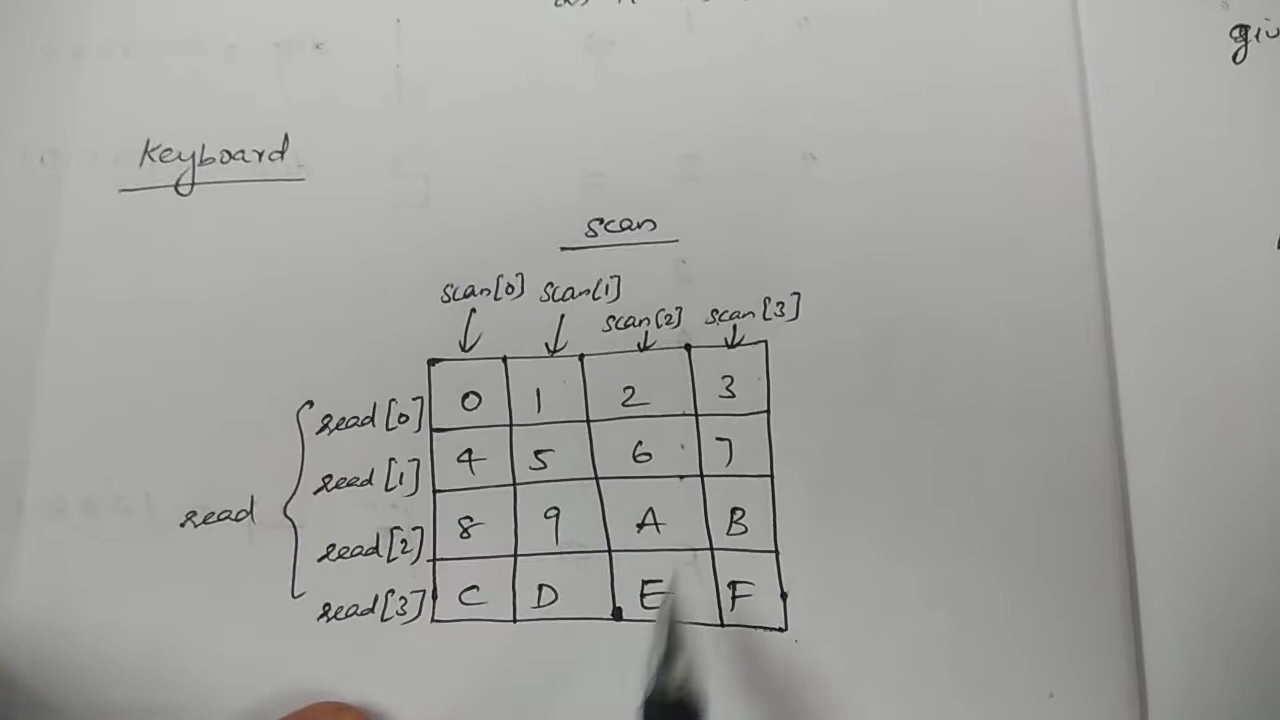 giv
Keyboard
scan
scan[0] scan[1]
scan[2] scan[3]
read[0] 0 1 2 3
read[1] 4 5 6 7
read
read[2] 8 9 A B
read[3] C D E F